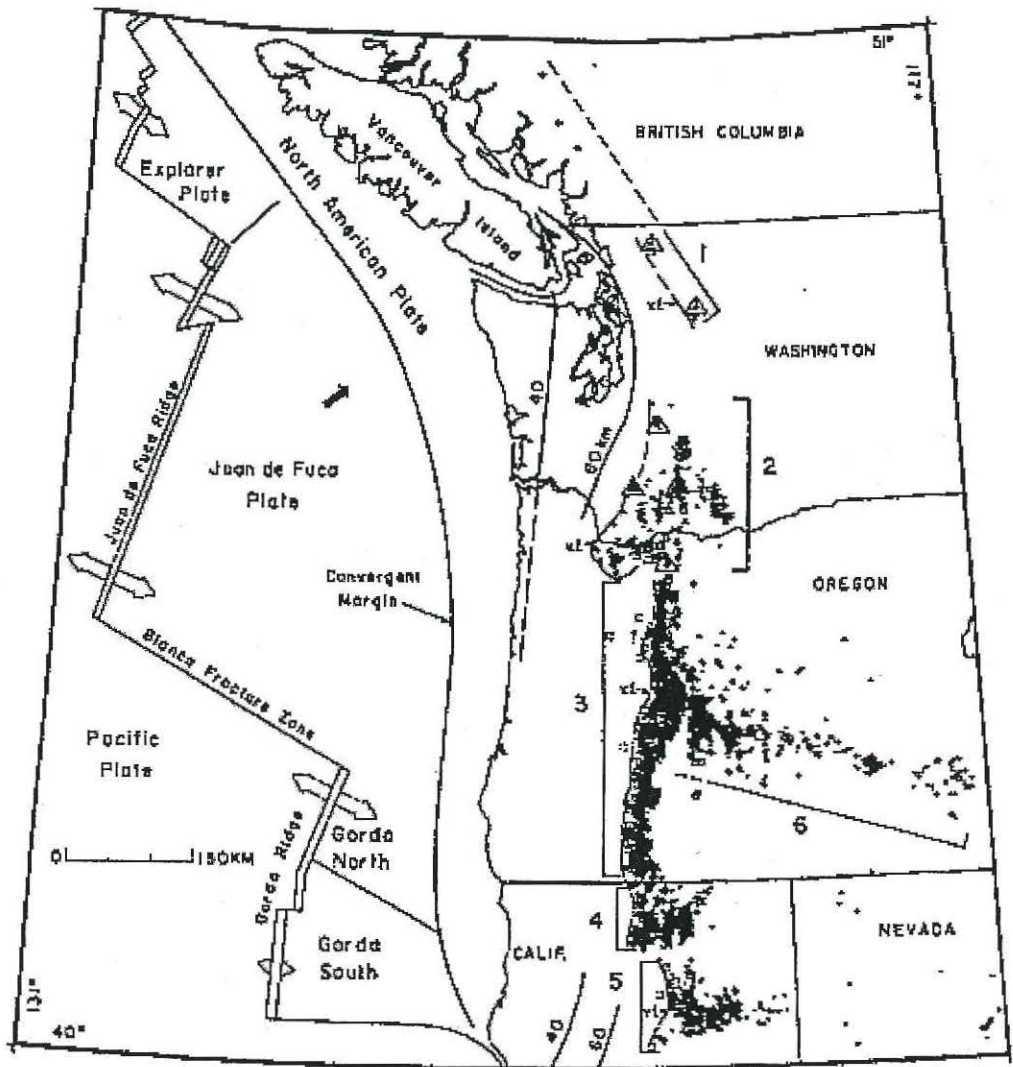 51°
117°
BRITISH COLUMBIA
Explorer
Plate
Vancouver
Island
North American Plate
1
WASHINGTON
40
60 km
2
Juan de Fuca Ridge
Juan de Fuca
Plate
Convergent
Margin
OREGON
Blanco Fracture Zone
3
Pacific
Plate
6
0
150KM
Gorda Ridge
Gorda
North
4
NEVADA
CALIF.
Gorda
South
5
131°
40°
40
60